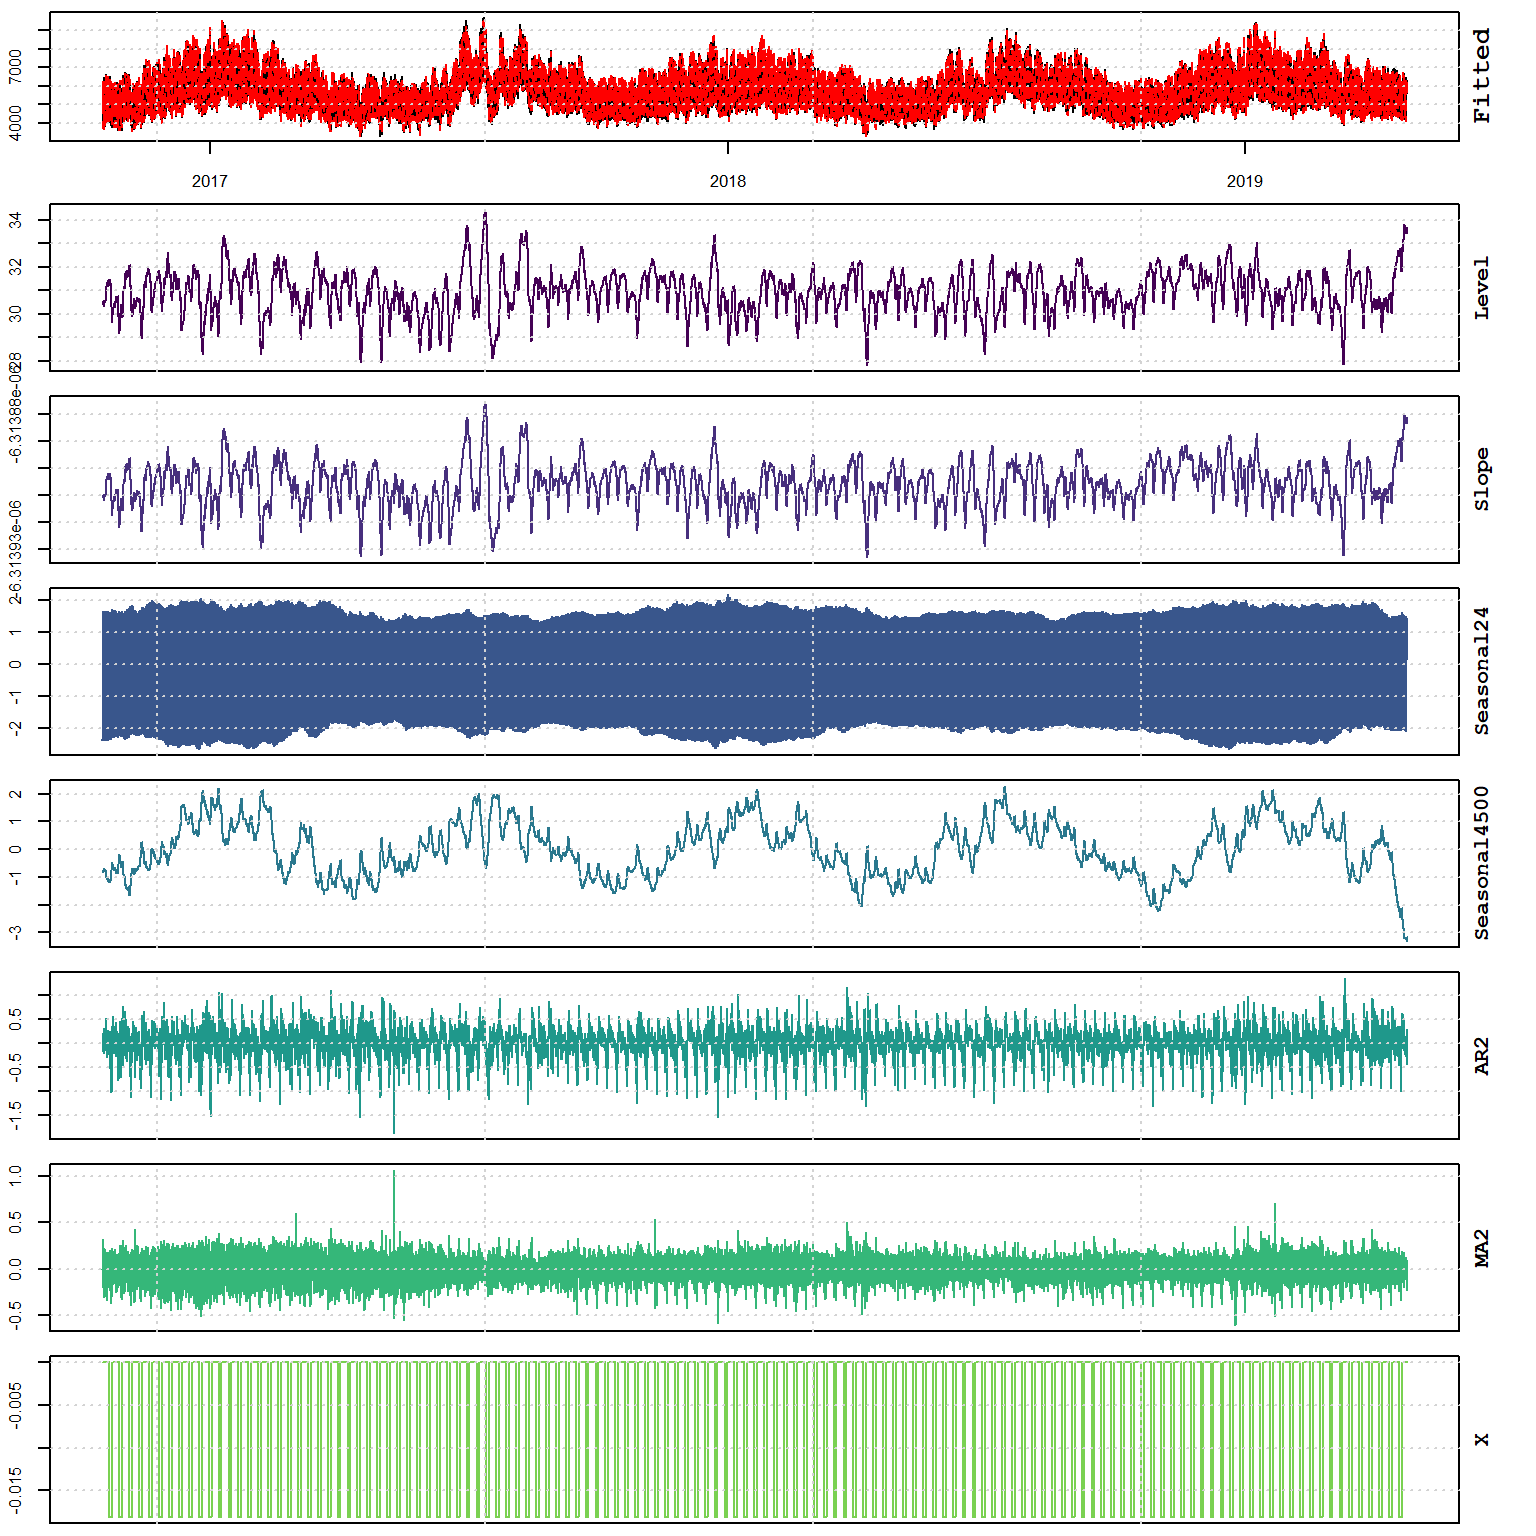 4000 7000
Fitted
2017 2018 2019
28 30 32 34
Level
-6.31393e-06 -6.31388e-06
Slope
-2 -1 0 1 2
Seasonal24
-3 -1 0 1 2
Seasonal4500
-1.5 -0.5 0.5
AR2
-0.5 0.0 0.5 1.0
MA2
-0.015 -0.005
X